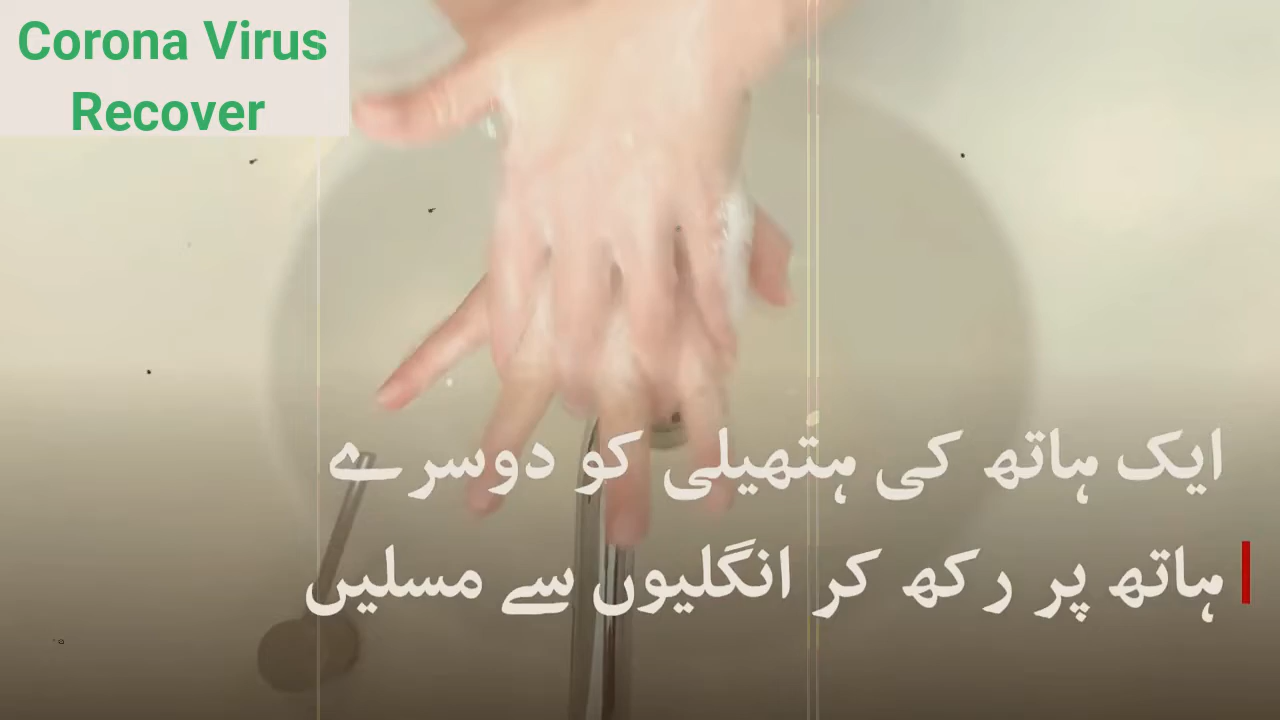 Corona Virus
Recover
ایک ہاتھ کی ہتھیلی کو دوسرے
ہاتھ پر رکھ کر انگلیوں سے مسلیں